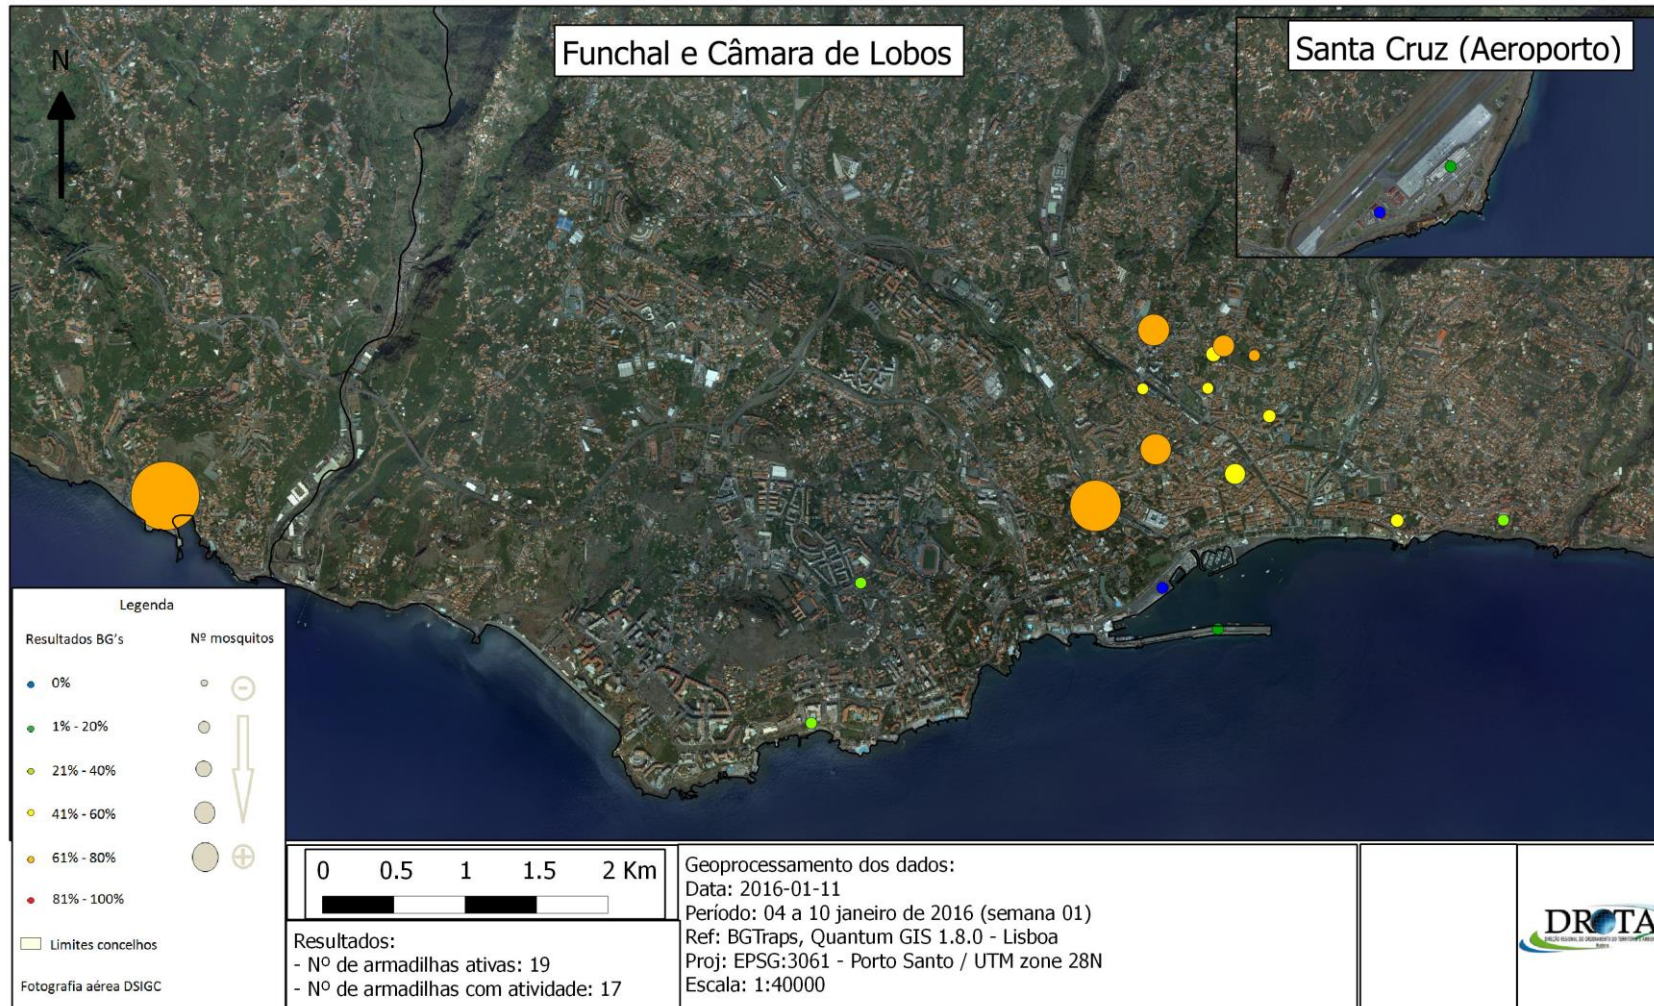 Funchal e Câmara de Lobos
Santa Cruz (Aeroporto)
N
Legenda
Resultados BG's
Nº mosquitos
0%
1% - 20%
21% - 40%
41% - 60%
61% - 80%
81% - 100%
Limites concelhos
Fotografia aérea DSIGC
0 0.5 1 1.5 2 Km
Resultados:
- Nº de armadilhas ativas: 19
- Nº de armadilhas com atividade: 17
Geoprocessamento dos dados:
Data: 2016-01-11
Período: 04 a 10 janeiro de 2016 (semana 01)
Ref: BGTraps, Quantum GIS 1.8.0 - Lisboa
Proj: EPSG:3061 - Porto Santo / UTM zone 28N
Escala: 1:40000
DROTA